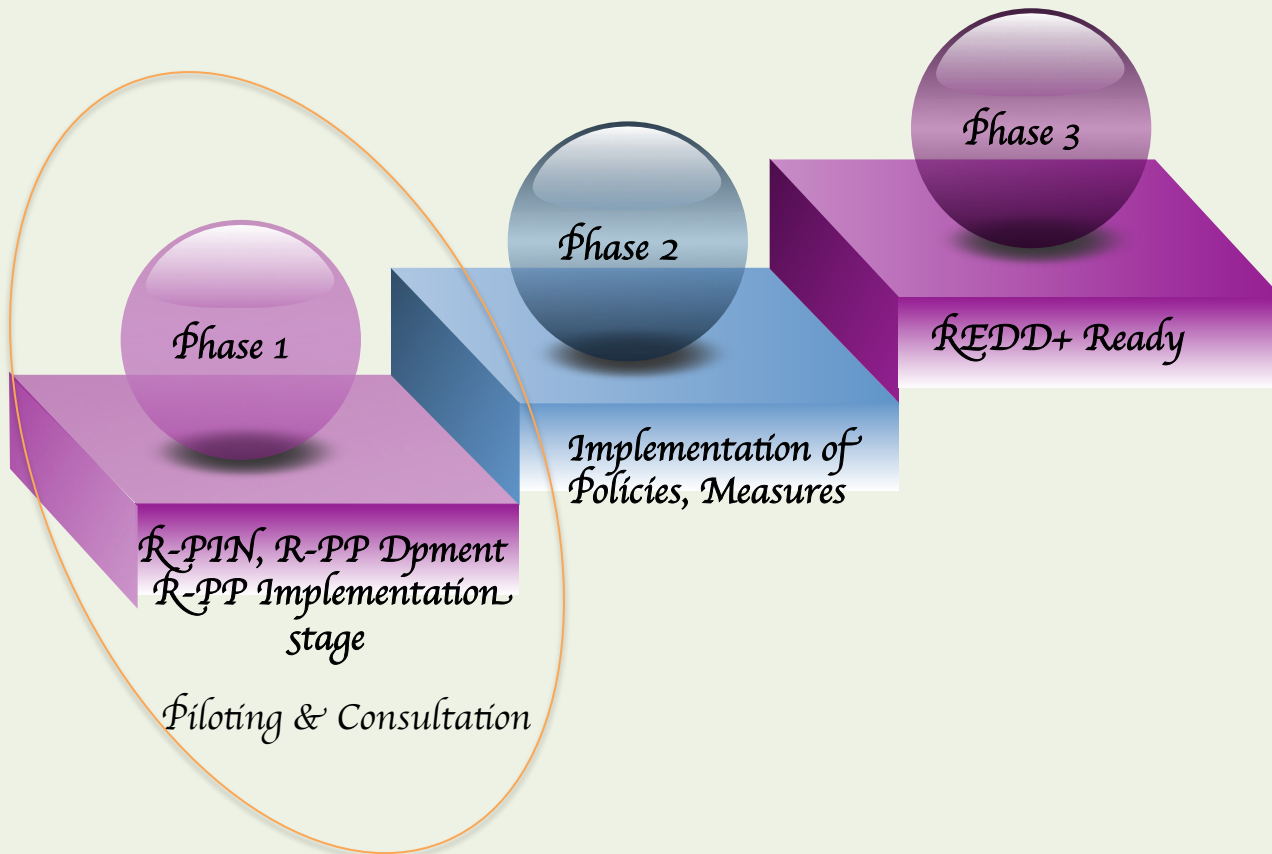 Phase 1
R-PIN, R-PP Dpment
R-PP Implementation
stage
Piloting & Consultation
Phase 2
Implementation of
Policies, Measures
Phase 3
REDD+ Ready